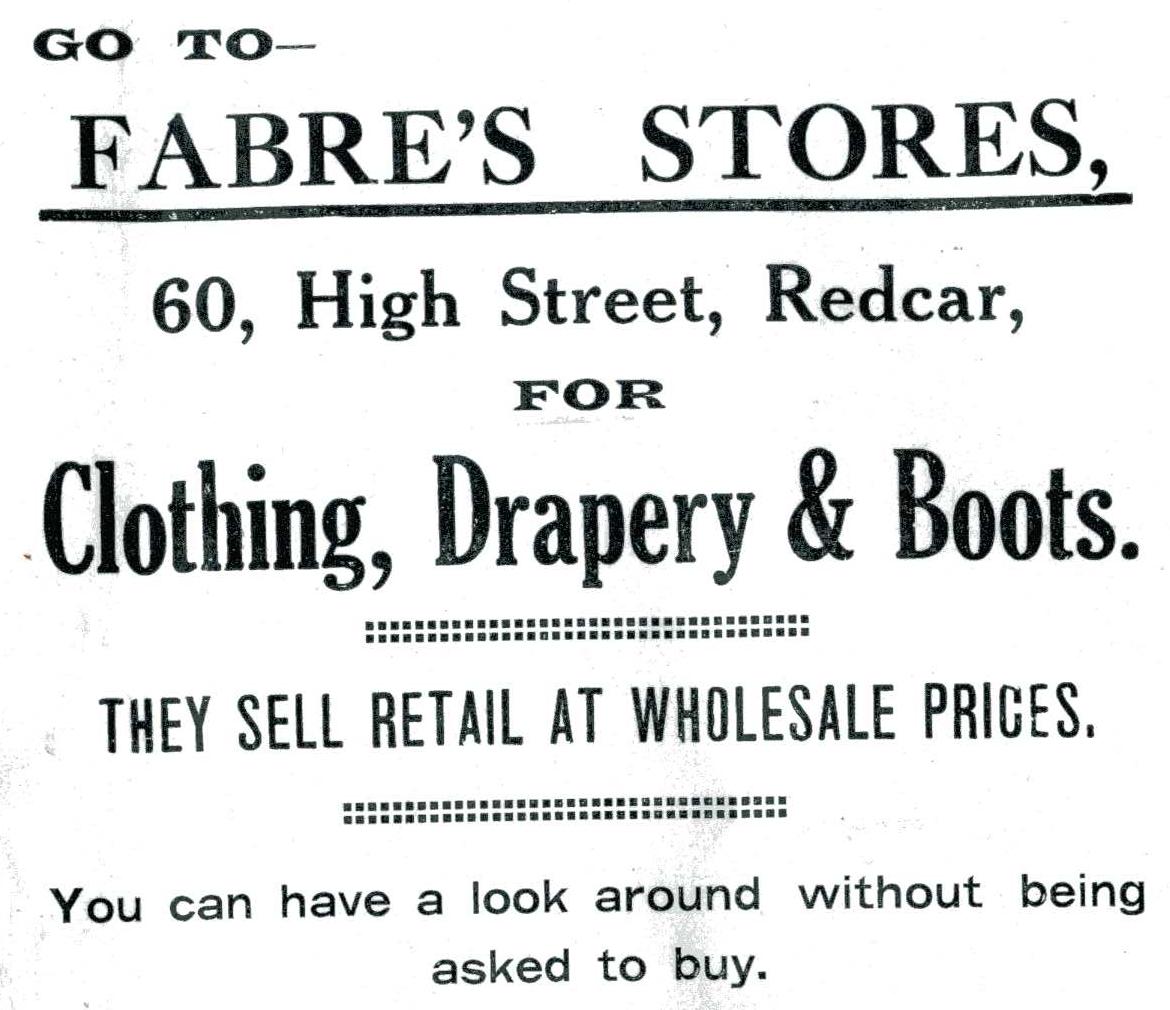 GO TO—
FABRE'S STORES,
60, High Street, Redcar,
FOR
Clothing, Drapery & Boots.
THEY SELL RETAIL AT WHOLESALE PRICES.
You can have a look around without being
asked to buy.